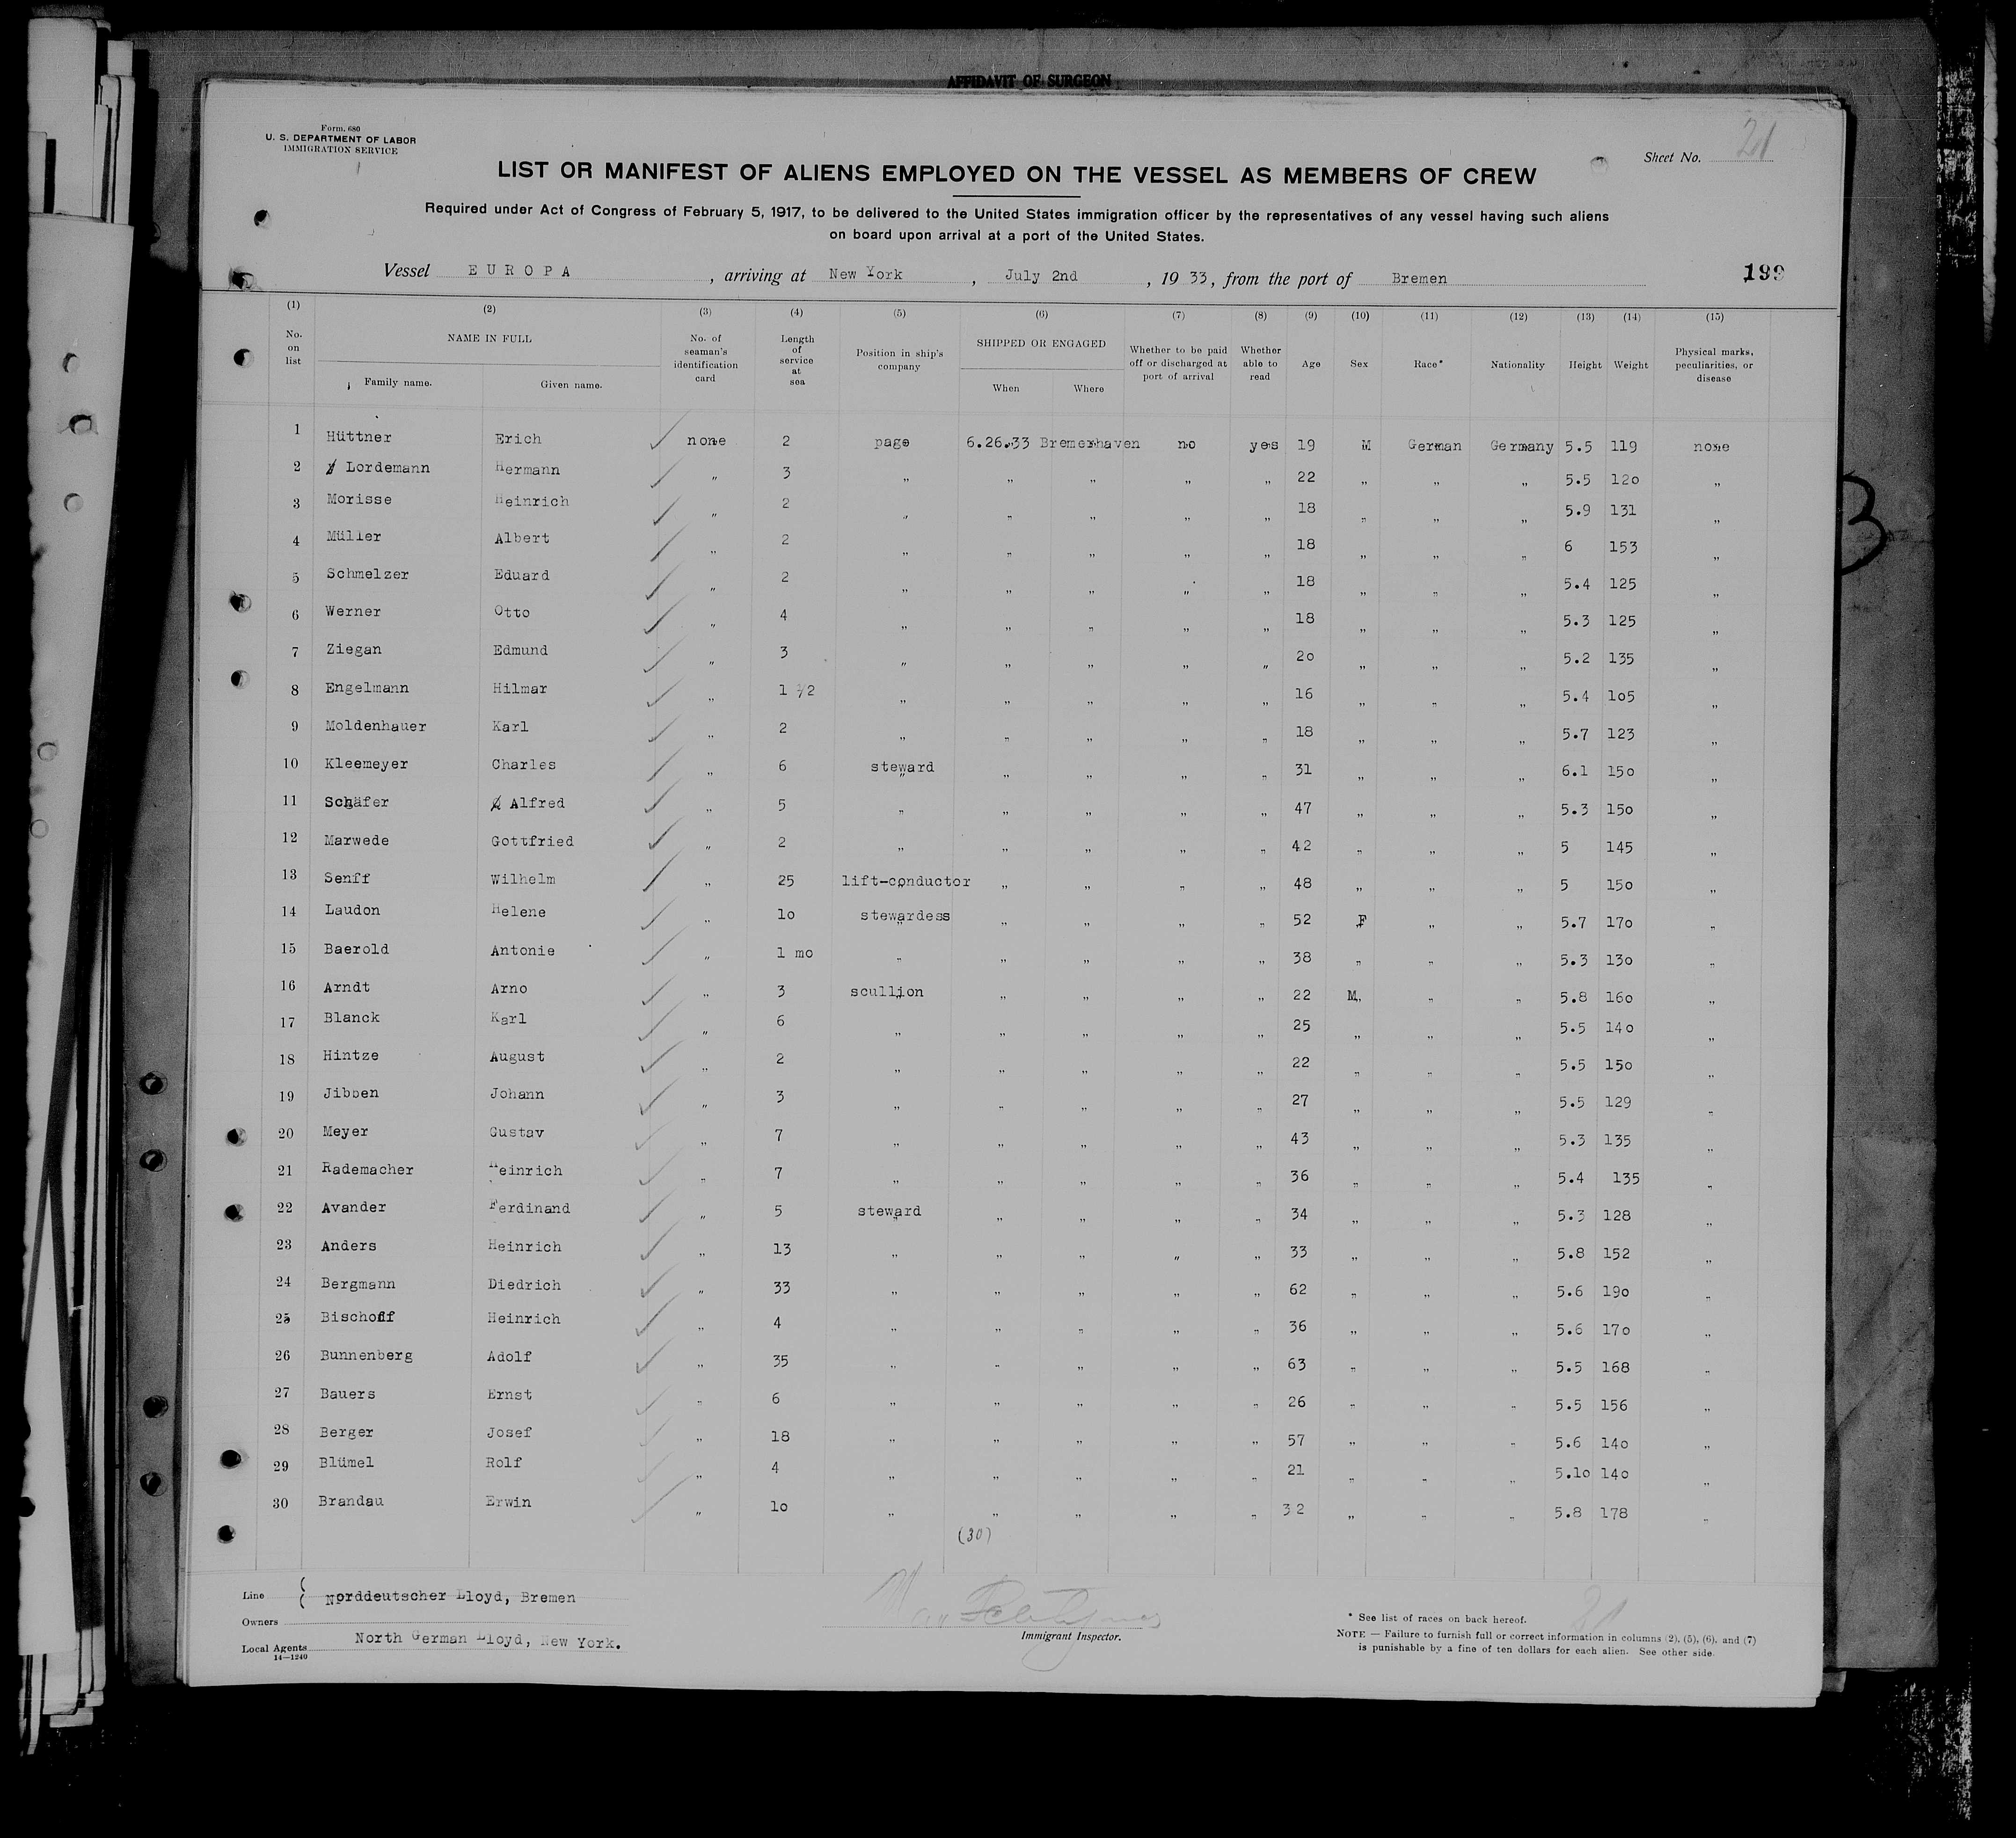 AFFIDAVIT OF SURGEON
Form 680
U. S. DEPARTMENT OF LABOR
IMMIGRATION SERVICE
Sheet No. 21
LIST OR MANIFEST OF ALIENS EMPLOYED ON THE VESSEL AS MEMBERS OF CREW
Required under Act of Congress of February 5, 1917, to be delivered to the United States immigration officer by the representatives of any vessel having such aliens
on board upon arrival at a port of the United States.
Vessel EUROPA, arriving at New York, July 2nd, 1933, from the port of Bremen 199
(1) (2) (3) (4) (5) (6) (7) (8) (9) (10) (11) (12) (13) (14) (15)
No. on list NAME IN FULL Family name. Given name. No. of seaman's identification card Length of service at sea Position in ship's company SHIPPED OR ENGAGED When Where Whether to be paid off or discharged at port of arrival Whether able to read Age Sex Race* Nationality Height Weight Physical marks, peculiarities, or disease
1 Hüttner Erich none 2 page 6.26.33 Bremerhaven no yes 19 M German Germany 5.5 119 none
2 Lordemann Hermann " 3 " " " " " 22 " " " 5.5 120 "
3 Morisse Heinrich " 2 " " " " " 18 " " " 5.9 131 "
4 Müller Albert " 2 " " " " " 18 " " " 6 153 "
5 Schmelzer Eduard " 2 " " " " " 18 " " " 5.4 125 "
6 Werner Otto " 4 " " " " " 18 " " " 5.3 125 "
7 Ziegan Edmund " 3 " " " " " 20 " " " 5.2 135 "
8 Engelmann Hilmar " 1 1/2 " " " " " 16 " " " 5.4 105 "
9 Moldenhauer Karl " 2 " " " " " 18 " " " 5.7 123 "
10 Kleemeyer Charles " 6 steward " " " " 31 " " " 6.1 150 "
11 Schäfer Alfred " 5 " " " " " 47 " " " 5.3 150 "
12 Marwede Gottfried " 2 " " " " " 42 " " " 5 145 "
13 Senff Wilhelm " 25 lift-conductor " " " " 48 " " " 5 150 "
14 Laudon Helene " 10 stewardess " " " " 52 F " " 5.7 170 "
15 Baerold Antonie " 1 mo " " " " " 38 " " " 5.3 130 "
16 Arndt Arno " 3 scullion " " " " 22 M " " 5.8 160 "
17 Blanck Karl " 6 " " " " " 25 " " " 5.5 140 "
18 Hintze August " 2 " " " " " 22 " " " 5.5 150 "
19 Jibben Johann " 3 " " " " " 27 " " " 5.5 129 "
20 Meyer Gustav " 7 " " " " " 43 " " " 5.3 135 "
21 Rademacher Heinrich " 7 " " " " " 36 " " " 5.4 135 "
22 Avander Ferdinand " 5 steward " " " " 34 " " " 5.3 128 "
23 Anders Heinrich " 13 " " " " " 33 " " " 5.8 152 "
24 Bergmann Diedrich " 33 " " " " " 62 " " " 5.6 190 "
25 Bischoff Heinrich " 4 " " " " " 36 " " " 5.6 170 "
26 Bunnenberg Adolf " 35 " " " " " 63 " " " 5.5 168 "
27 Bauers Ernst " 6 " " " " " 26 " " " 5.5 156 "
28 Berger Josef " 18 " " " " " 57 " " " 5.6 140 "
29 Blümel Rolf " 4 " " " " " 21 " " " 5.10 140 "
30 Brandau Erwin " 10 " " " " " 32 " " " 5.8 178 "
(30)
Line Norddeutscher Lloyd, Bremen
Owners
Local Agents North German Lloyd, New York.
14—1240
Immigrant Inspector.
21
* See list of races on back hereof.
NOTE — Failure to furnish full or correct information in columns (2), (5), (6), and (7)
is punishable by a fine of ten dollars for each alien. See other side.